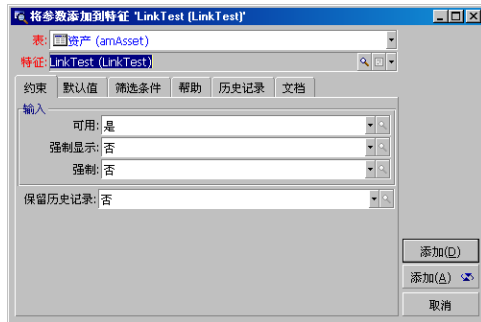 将参数添加到特征 'LinkTest (LinkTest)'
表: 资产 (amAsset)
特征: LinkTest (LinkTest)
约束 默认值 筛选条件 帮助 历史记录 文档
输入
可用: 是
强制显示: 否
强制: 否
保留历史记录: 否
添加(D)
添加(A)
取消